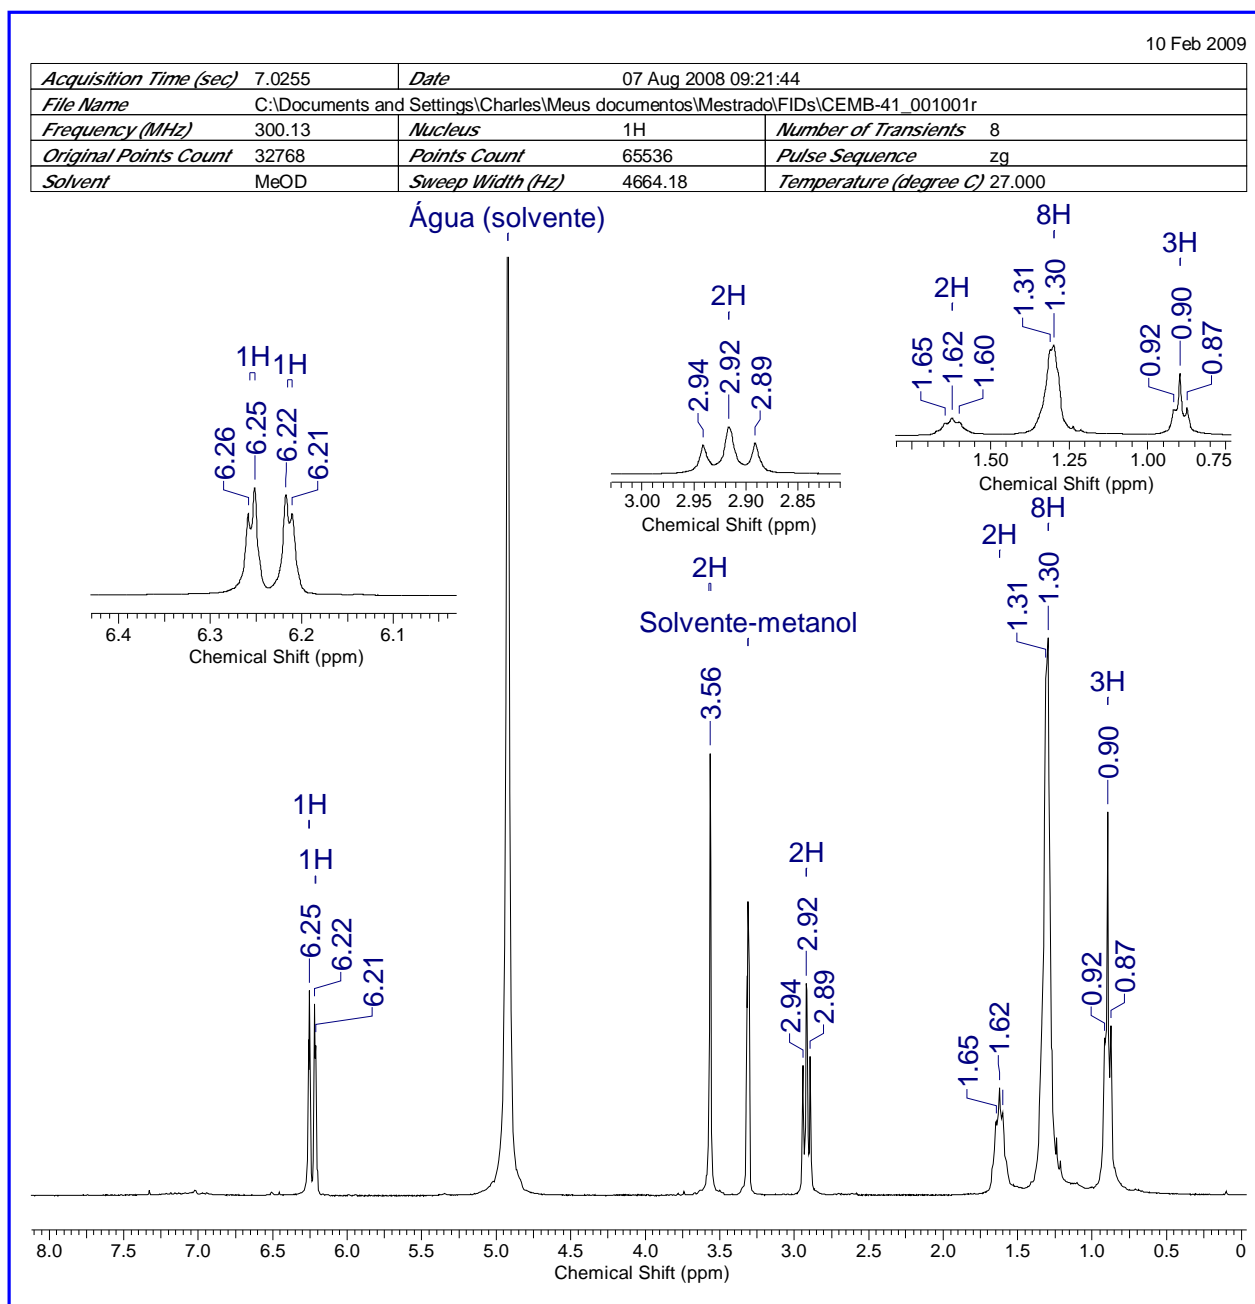 10 Feb 2009
Acquisition Time (sec) 7.0255 Date 07 Aug 2008 09:21:44
File Name C:\Documents and Settings\Charles\Meus documentos\Mestrado\FIDs\CEMB-41_001001r
Frequency (MHz) 300.13 Nucleus 1H Number of Transients 8
Original Points Count 32768 Points Count 65536 Pulse Sequence zg
Solvent MeOD Sweep Width (Hz) 4664.18 Temperature (degree C) 27.000
Água (solvente)
1H 1H
6.26 6.25 6.22 6.21
6.4 6.3 6.2 6.1
Chemical Shift (ppm)
2H
2.94 2.92 2.89
3.00 2.95 2.90 2.85
Chemical Shift (ppm)
2H 8H 3H
1.65 1.62 1.60 1.31 1.30 0.92 0.90 0.87
1.50 1.25 1.00 0.75
Chemical Shift (ppm)
1H
1H
6.25 6.22 6.21
2H
Solvente-metanol
3.56
2H
2.94 2.92 2.89
2H
1.65 1.62
8H
1.31 1.30
3H
0.92 0.90 0.87
8.0 7.5 7.0 6.5 6.0 5.5 5.0 4.5 4.0 3.5 3.0 2.5 2.0 1.5 1.0 0.5 0
Chemical Shift (ppm)